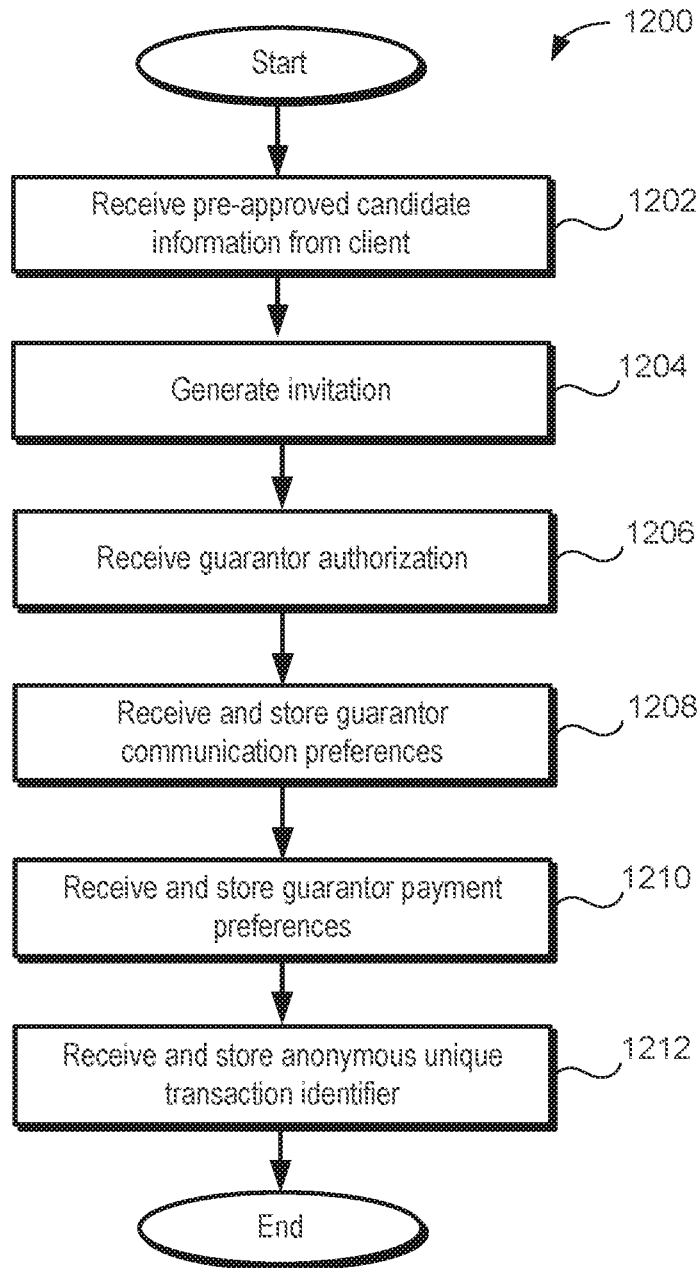 1200
Start
Receive pre-approved candidate
information from client
1202
Generate invitation
1204
Receive guarantor authorization
1206
Receive and store guarantor
communication preferences
1208
Receive and store guarantor payment
preferences
1210
Receive and store anonymous unique
transaction identifier
1212
End